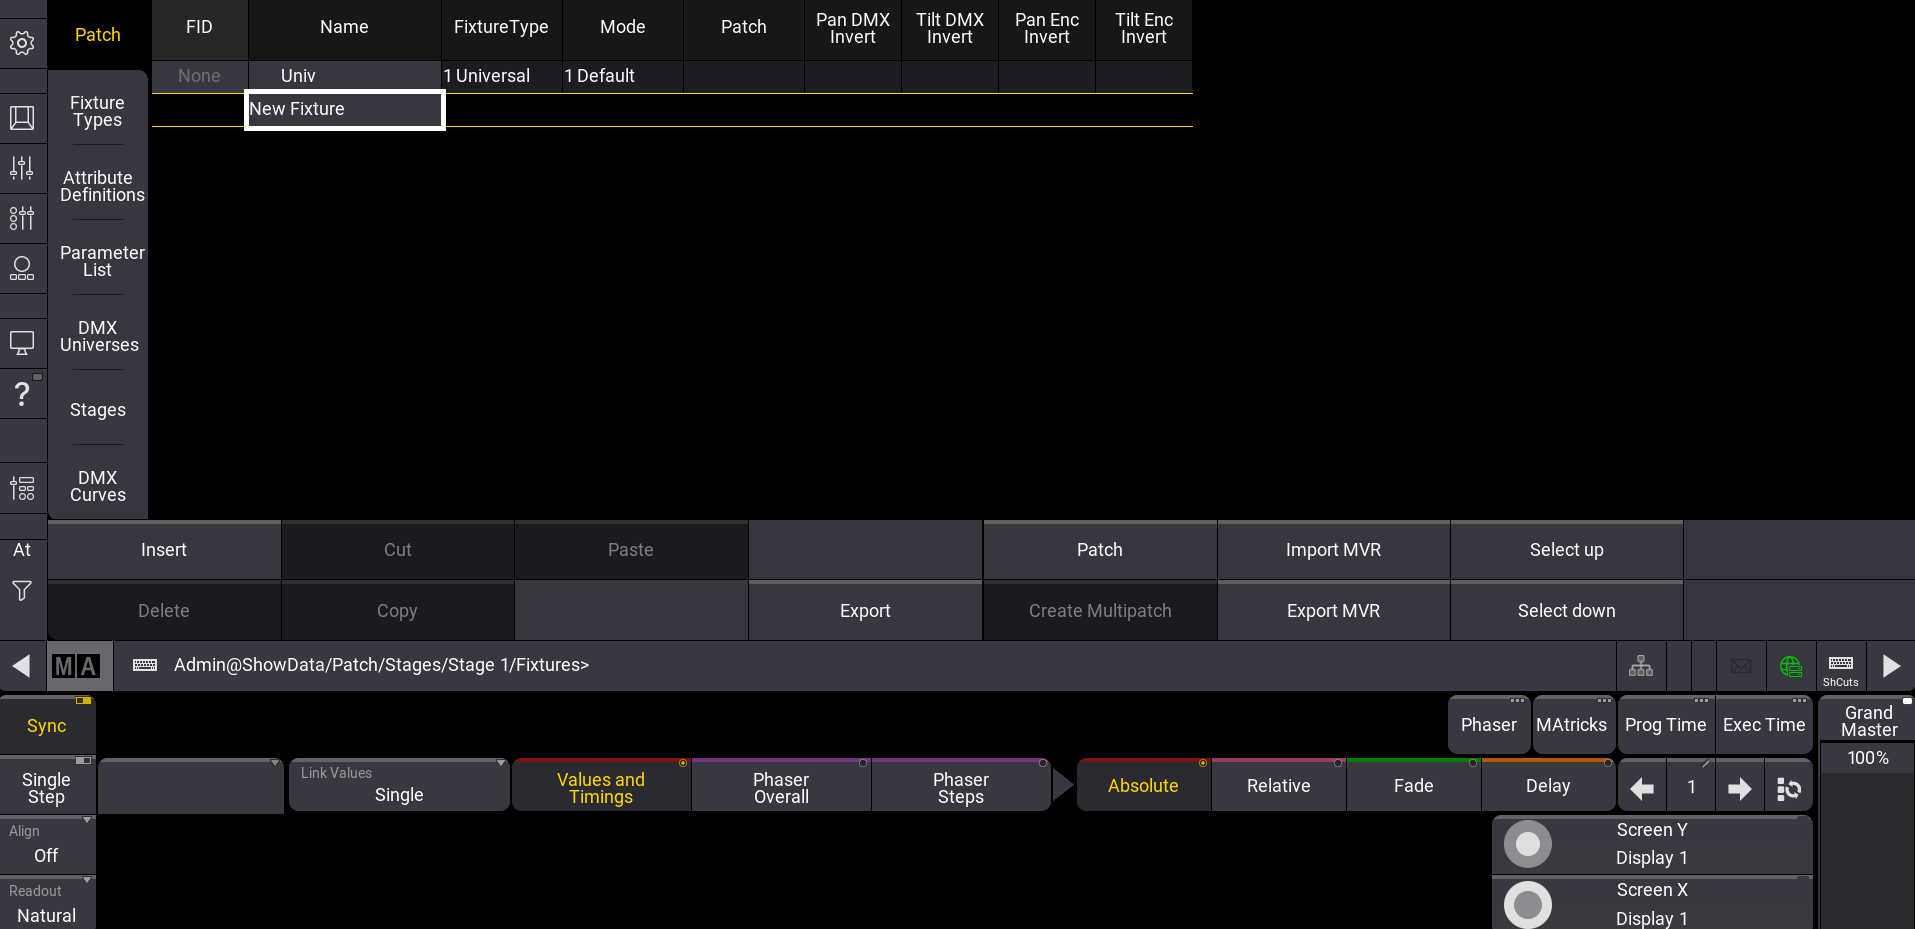 Patch
FID
Name
FixtureType
Mode
Patch
Pan DMX
Invert
Tilt DMX
Invert
Pan Enc
Invert
Tilt Enc
Invert
None
Univ
1 Universal
1 Default
New Fixture
Fixture
Types
Attribute
Definitions
Parameter
List
DMX
Universes
Stages
DMX
Curves
?
At
Insert
Cut
Paste
Patch
Import MVR
Select up
Delete
Copy
Export
Create Multipatch
Export MVR
Select down
MA
Admin@ShowData/Patch/Stages/Stage 1/Fixtures>
ShCuts
Sync
Phaser
MAtricks
Prog Time
Exec Time
Grand
Master
100%
Single
Step
Link Values
Single
Values and
Timings
Phaser
Overall
Phaser
Steps
Absolute
Relative
Fade
Delay
1
Align
Off
Screen Y
Display 1
Readout
Natural
Screen X
Display 1